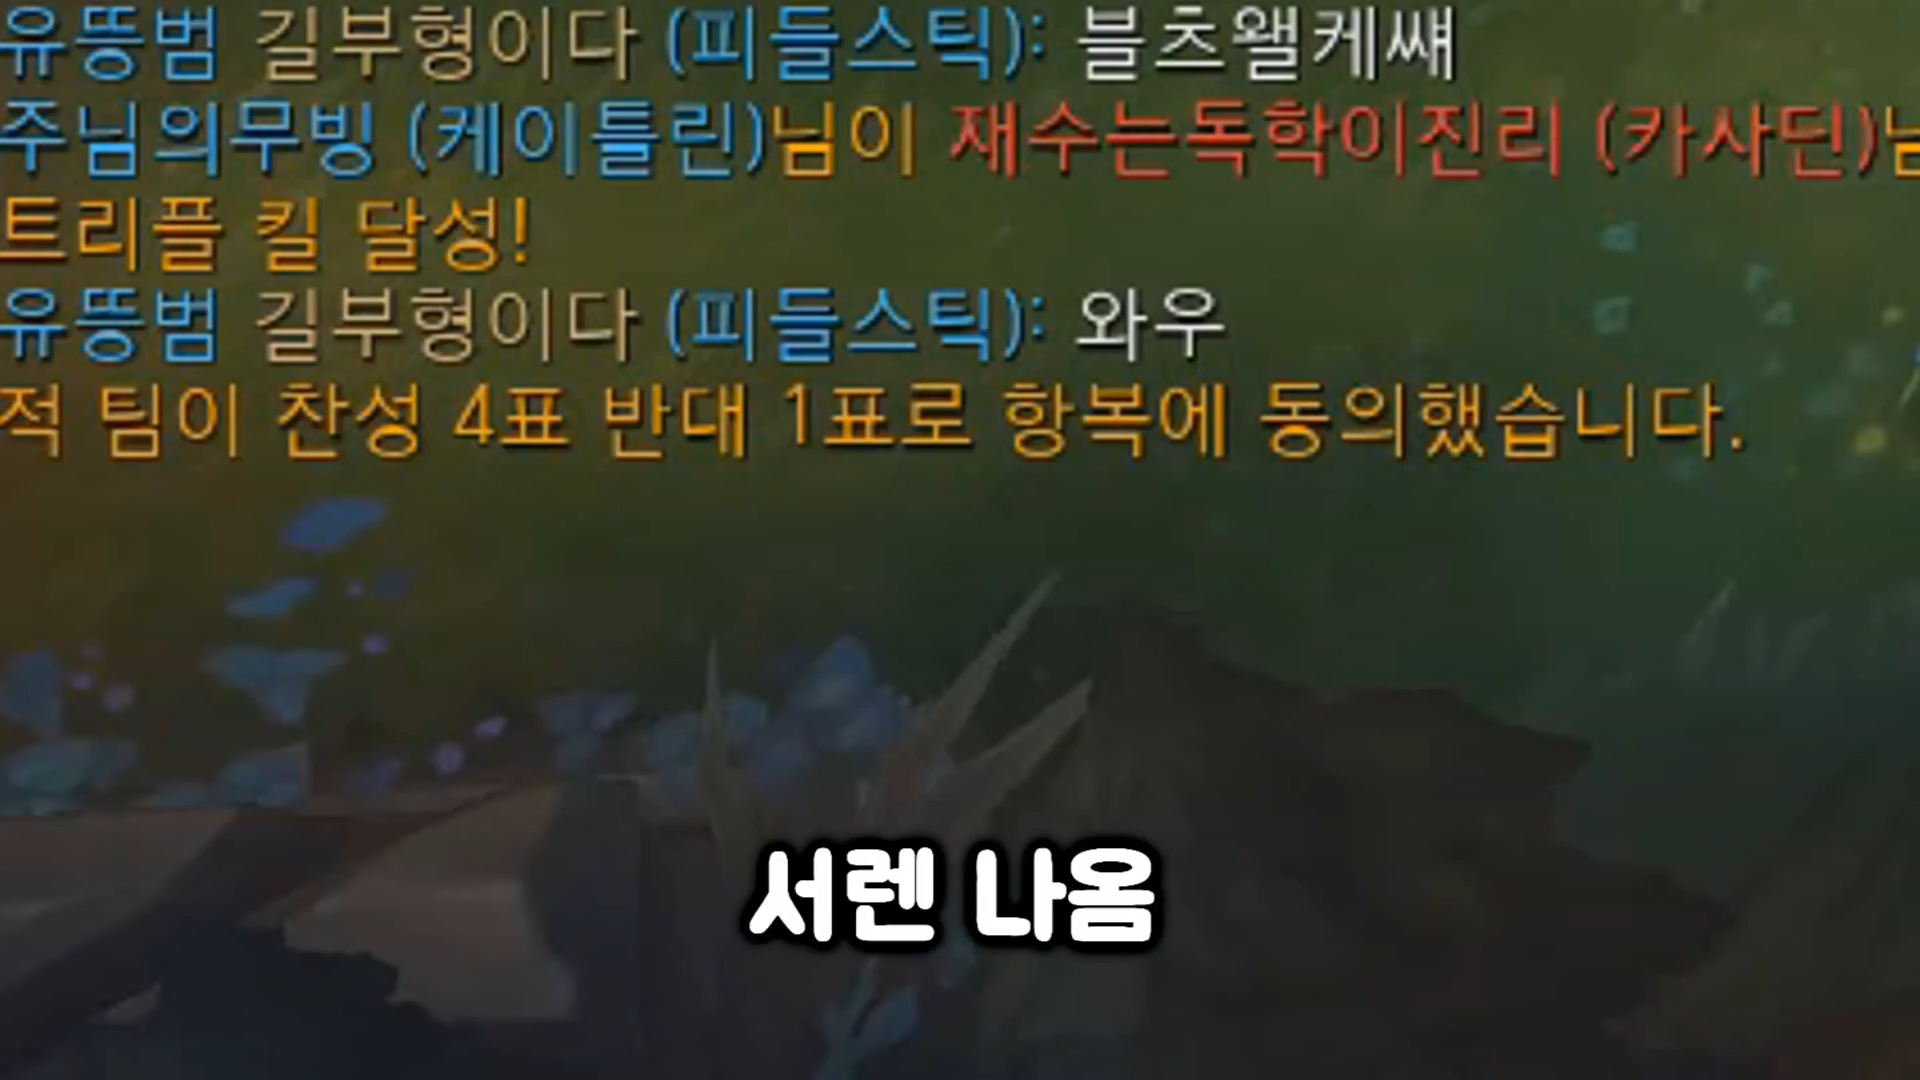 유뚱범 길부형이다 (피들스틱): 블츠왤케썌
주님의무빙 (케이틀린)님이 재수는독학이진리 (카사딘)님
트리플 킬 달성!
유뚱범 길부형이다 (피들스틱): 와우
적 팀이 찬성 4표 반대 1표로 항복에 동의했습니다.
서렌 나옴